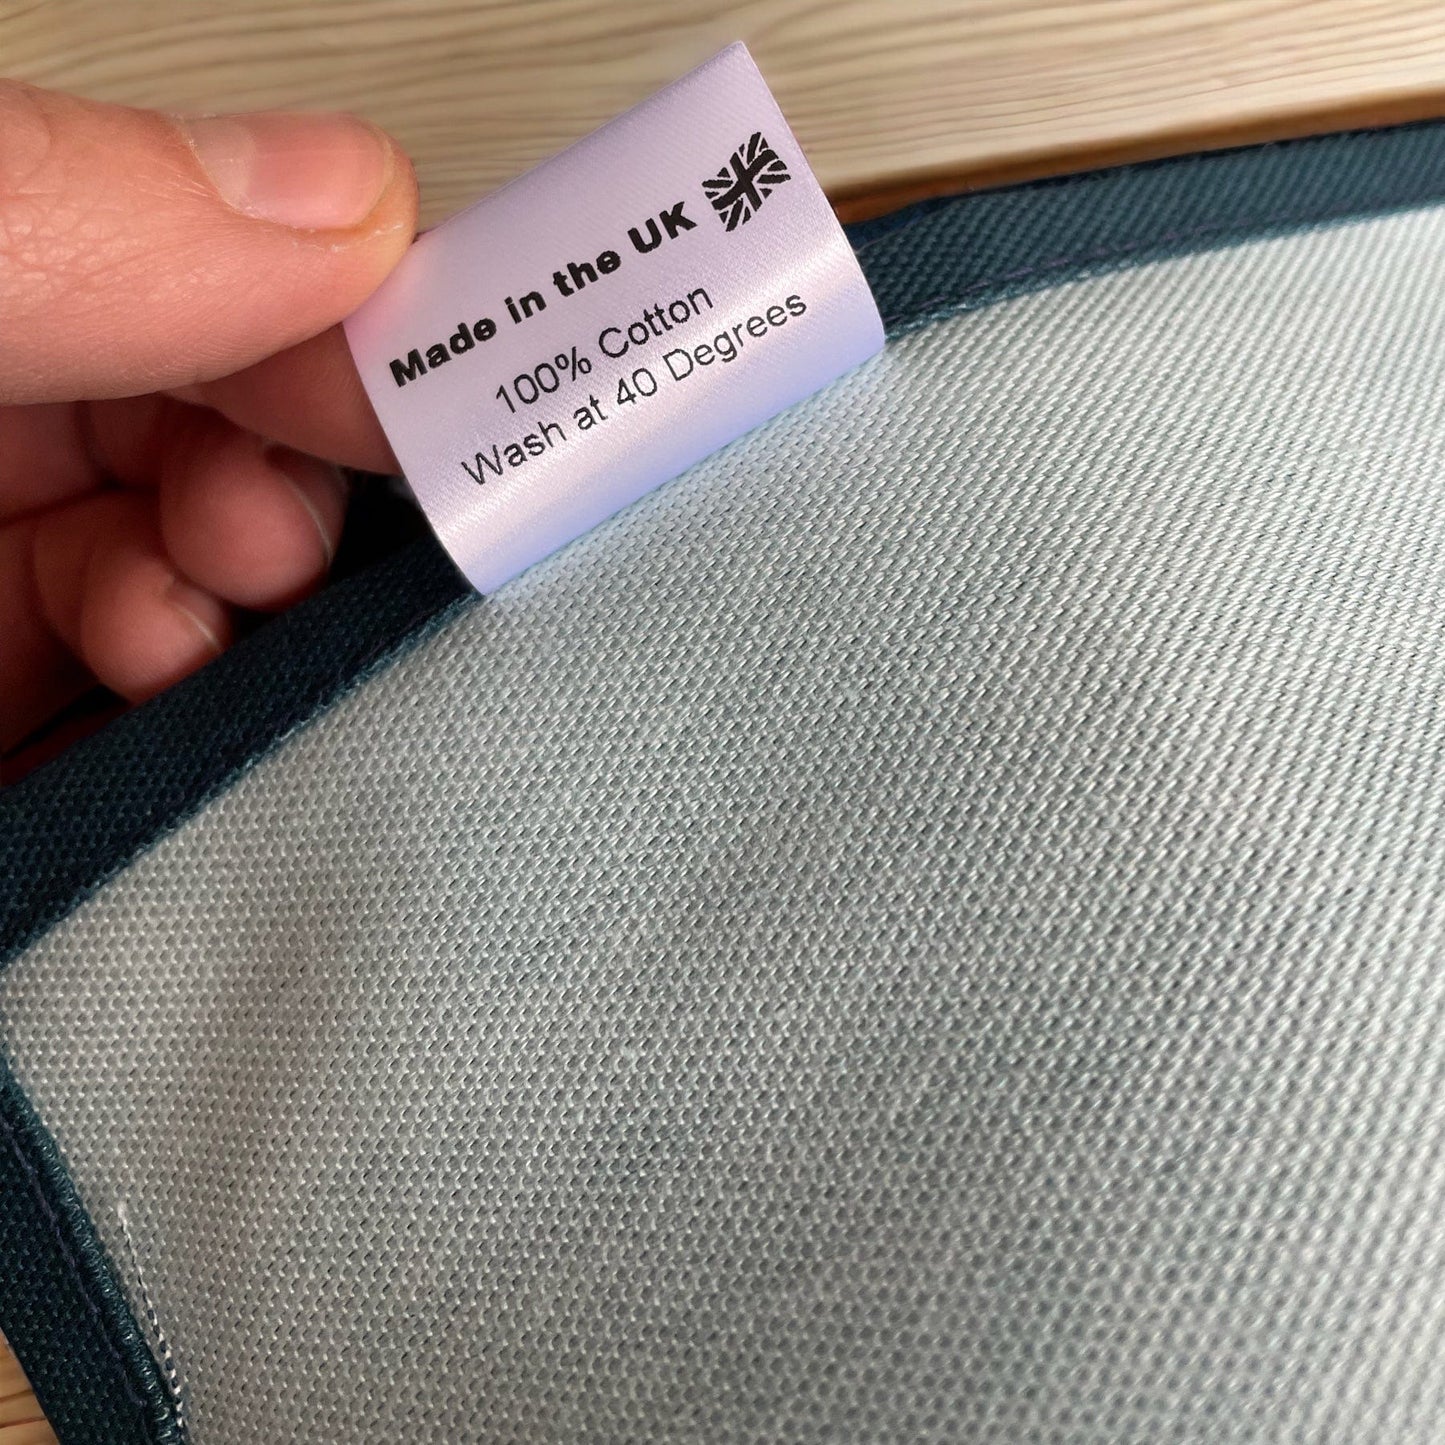 Made in the UK
100% Cotton
Wash at 40 Degrees